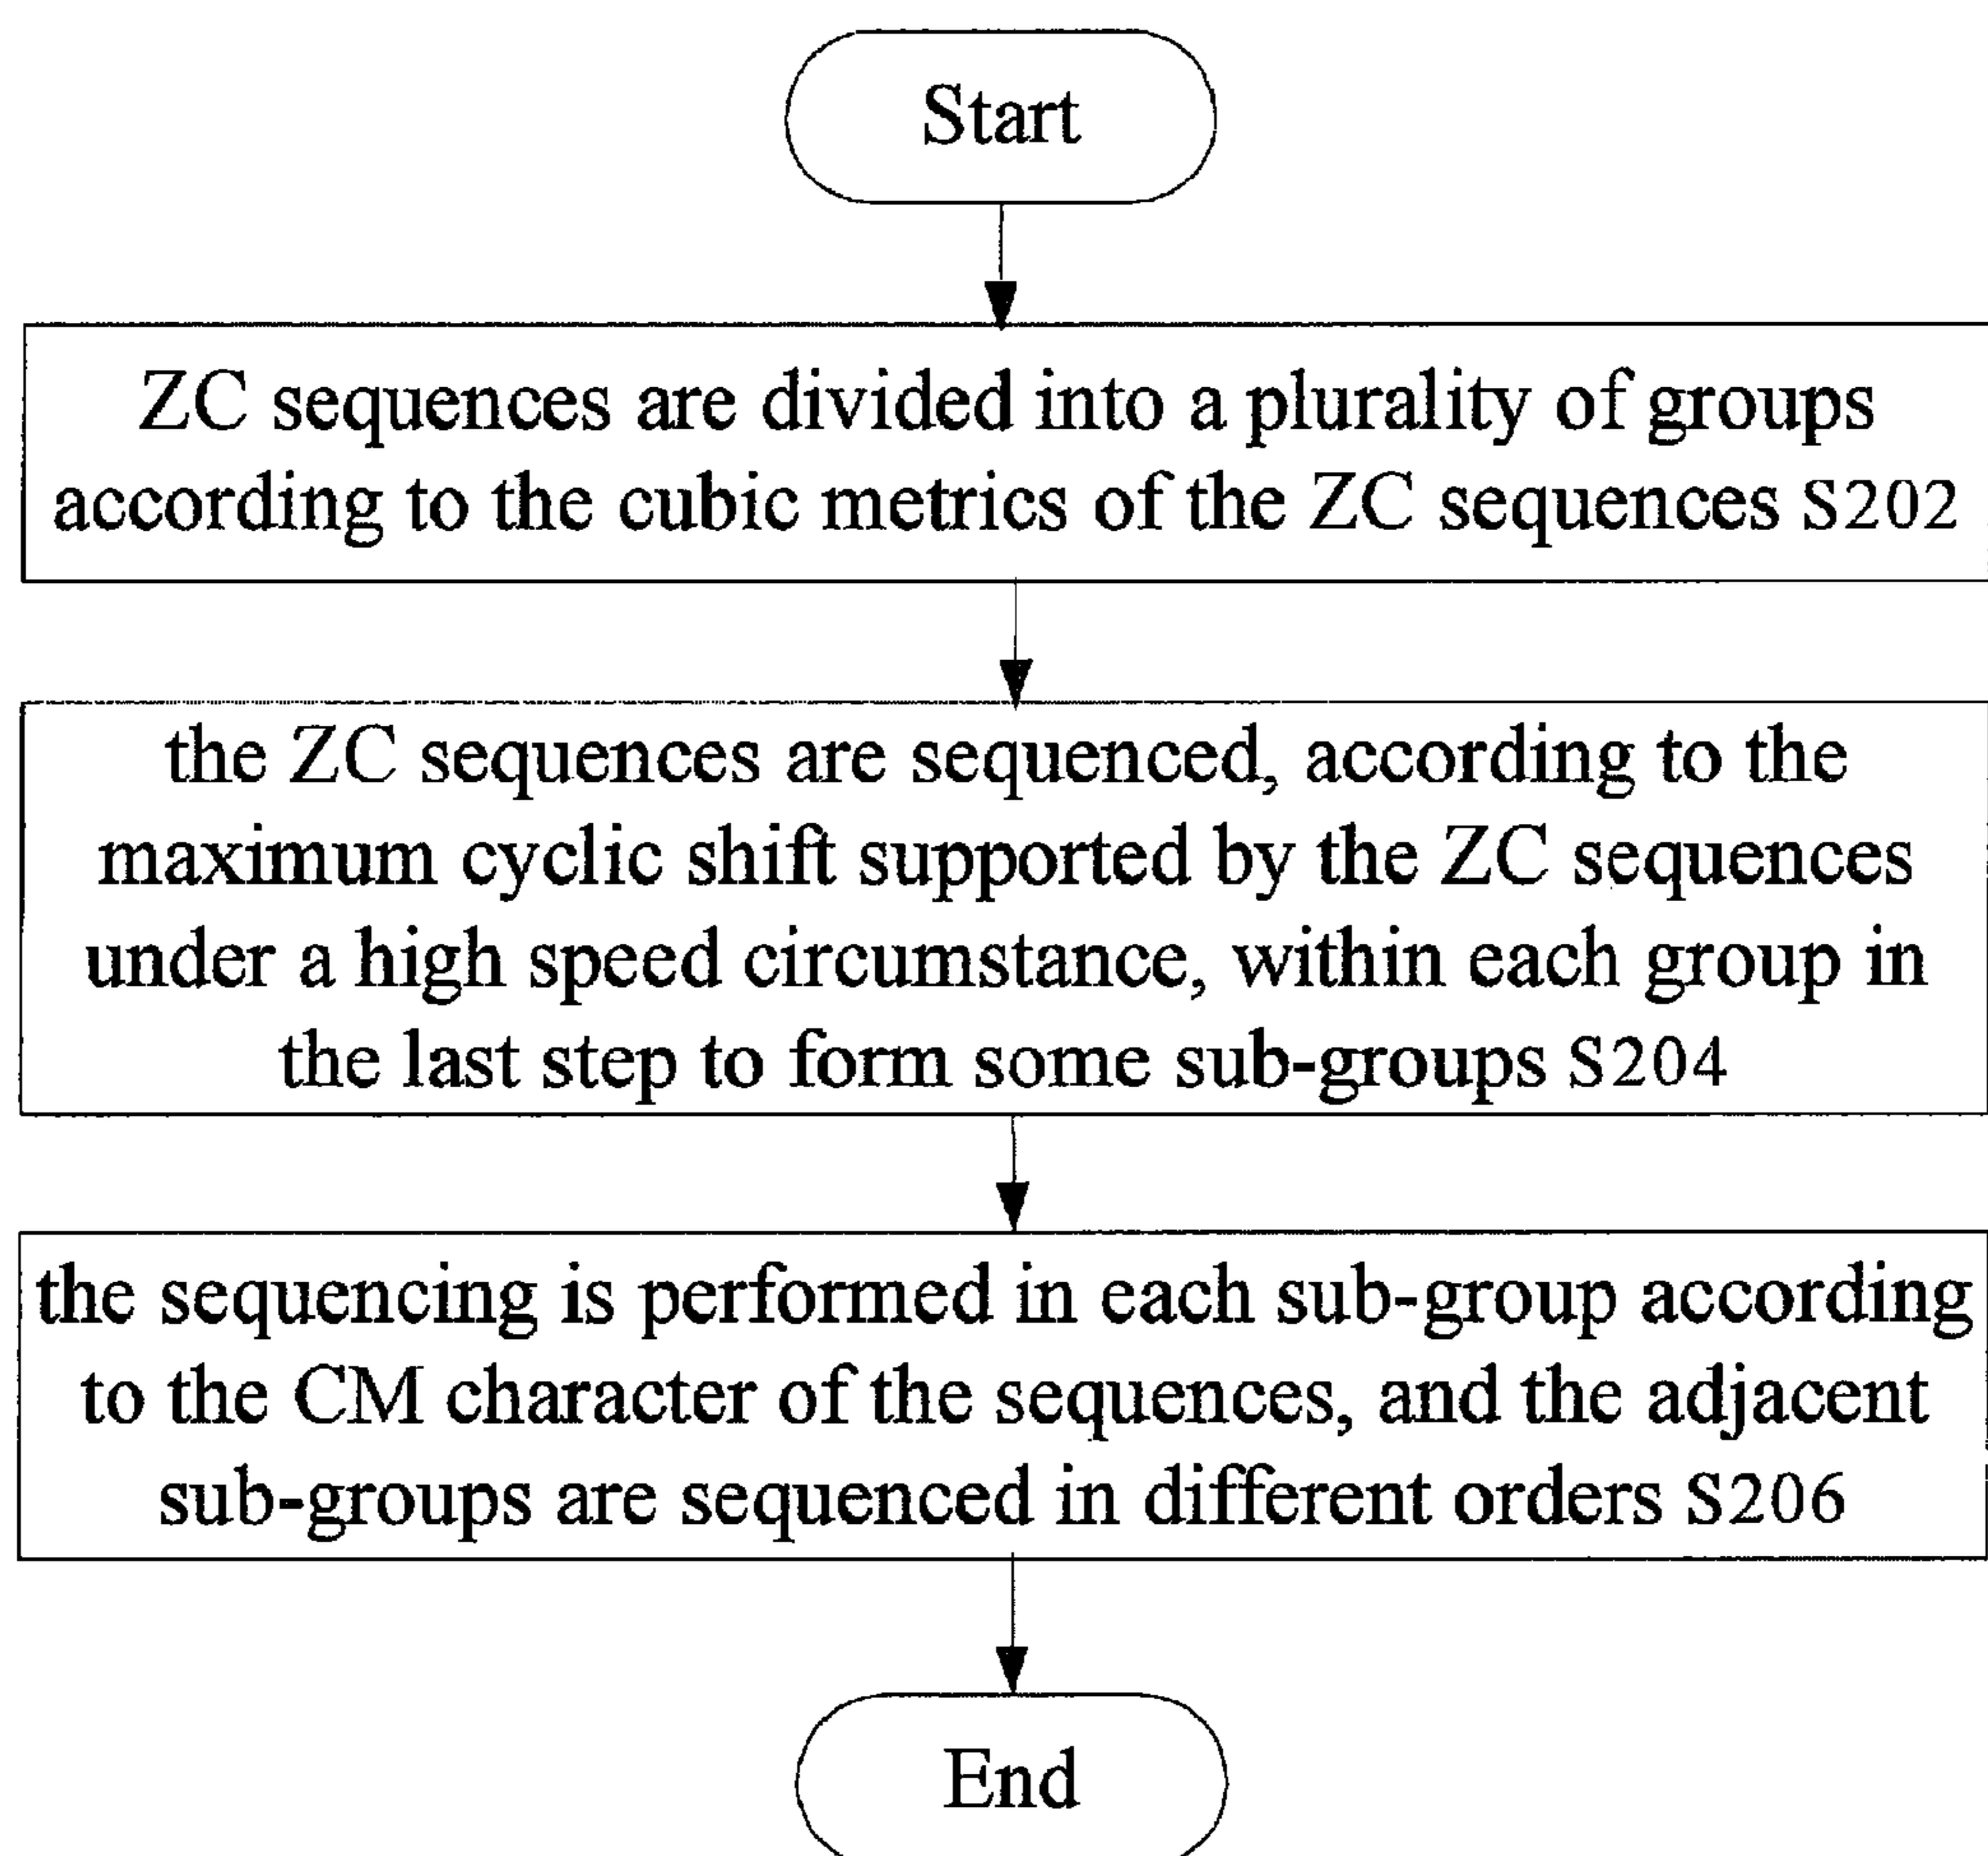 Start
ZC sequences are divided into a plurality of groups
according to the cubic metrics of the ZC sequences S202
the ZC sequences are sequenced, according to the
maximum cyclic shift supported by the ZC sequences
under a high speed circumstance, within each group in
the last step to form some sub-groups S204
the sequencing is performed in each sub-group according
to the CM character of the sequences, and the adjacent
sub-groups are sequenced in different orders S206
End